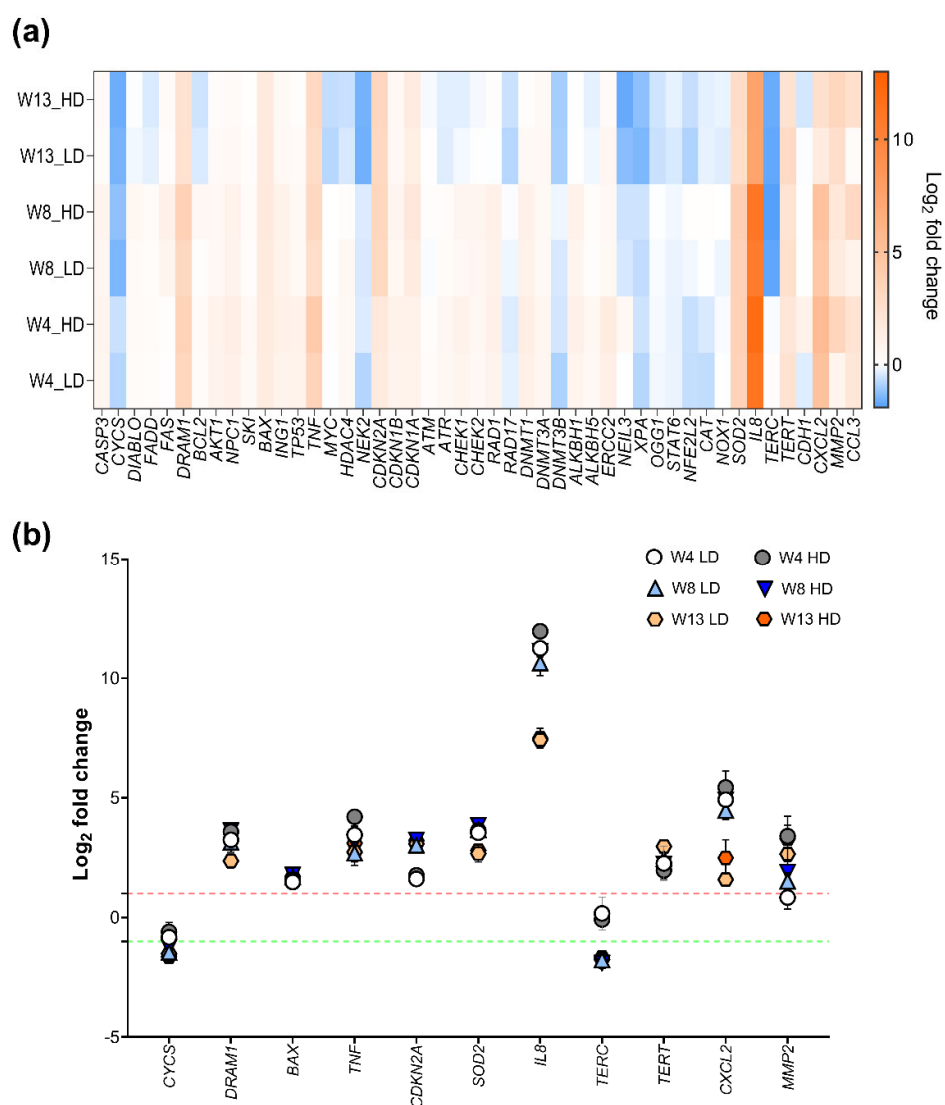 (a)
W13_HD
W13_LD
W8_HD
W8_LD
W4_HD
W4_LD
10
5
0
Log2 fold change
CASP3
CYCS
DIABLO
FADD
FAS
DRAM1
BCL2
AKT1
NPC1
SKI
BAX
ING1
TP53
TNF
MYC
HDAC4
NEK2
CDKN2A
CDKN1B
CDKN1A
ATM
ATR
CHEK1
CHEK2
RAD1
RAD17
DNMT1
DNMT3A
DNMT3B
ALKBH1
ALKBH5
ERCC2
NEIL3
XPA
OGG1
STAT6
NFE2L2
CAT
NOX1
SOD2
IL8
TERC
TERT
CDH1
CXCL2
MMP2
CCL3
(b)
Log2 fold change
15
10
5
0
-5
W4 LD
W4 HD
W8 LD
W8 HD
W13 LD
W13 HD
CYCS
DRAM1
BAX
TNF
CDKN2A
SOD2
IL8
TERC
TERT
CXCL2
MMP2